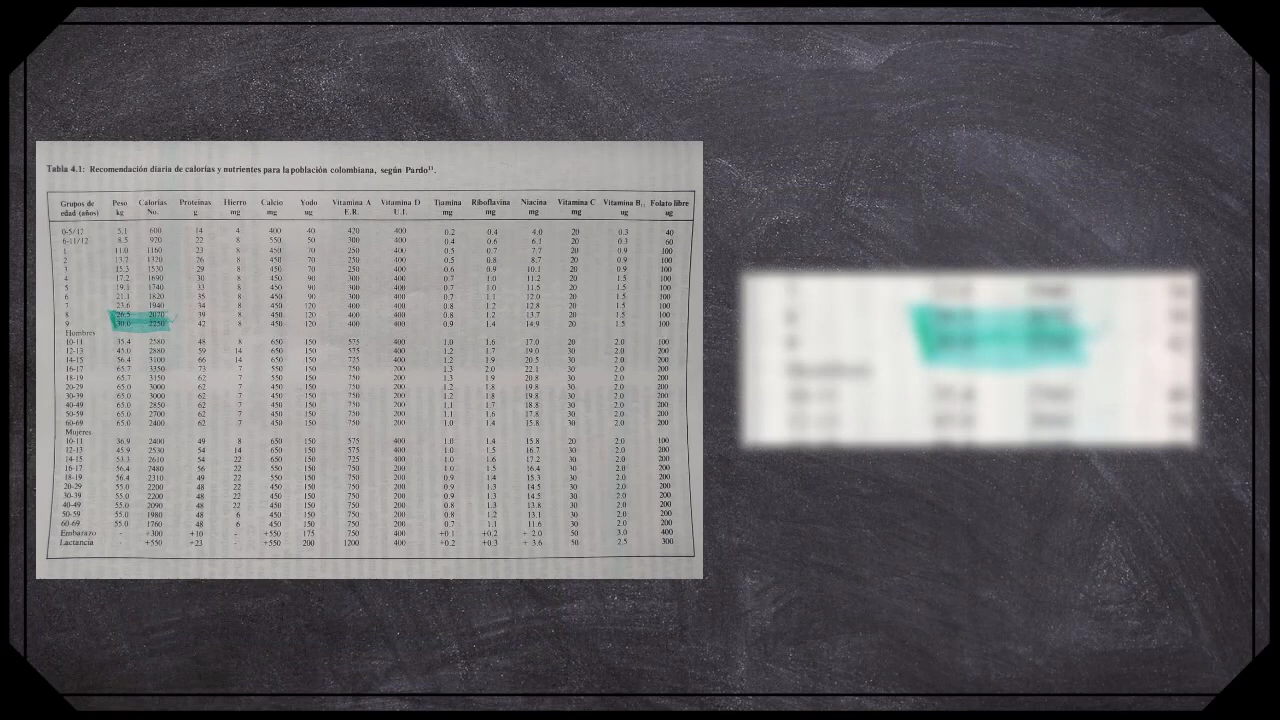 Tabla 4.1: Recomendación diaria de calorías y nutrientes para la población colombiana, según Pardo¹¹.
Grupos de edad (años) Peso kg Calorías No. Proteínas g Hierro mg Calcio mg Yodo ug Vitamina A E.R. Vitamina D U.I. Tiamina mg Riboflavina mg Niacina mg Vitamina C mg Vitamina B₁₂ ug Folato libre ug
0-5/12 5.1 600 14 4 400 40 420 400 0.2 0.4 4.0 20 0.3 40
6-11/12 8.5 920 22 8 550 50 300 400 0.4 0.6 6.1 20 0.3 60
1 11.0 1160 23 8 450 70 250 400 0.5 0.7 7.7 20 0.9 100
2 13.2 1320 26 8 450 70 250 400 0.5 0.8 8.7 20 0.9 100
3 15.3 1530 29 8 450 70 250 400 0.6 0.9 10.1 20 0.9 100
4 17.2 1690 30 8 450 90 300 400 0.7 1.0 11.2 20 1.5 100
5 19.1 1740 33 8 450 90 300 400 0.7 1.0 11.5 20 1.5 100
6 21.1 1820 35 8 450 90 300 400 0.7 1.1 12.0 20 1.5 100
7 23.6 1940 34 8 450 120 400 400 0.8 1.2 12.8 20 1.5 100
8 26.5 2070 39 8 450 120 400 400 0.8 1.2 13.7 20 1.5 100
9 30.0 2250 42 8 450 120 400 400 0.9 1.4 14.9 20 1.5 100
Hombres
10-11 35.4 2580 48 8 650 150 575 400 1.0 1.6 17.0 20 2.0 100
12-13 45.0 2880 59 14 650 150 575 400 1.2 1.7 19.0 30 2.0 200
14-15 56.4 3100 66 14 650 150 725 400 1.2 1.9 20.5 30 2.0 200
16-17 65.7 3350 73 7 550 150 750 200 1.3 2.0 22.1 30 2.0 200
18-19 65.7 3150 62 7 550 150 750 200 1.3 1.9 20.8 30 2.0 200
20-29 65.0 3000 62 7 450 150 750 200 1.2 1.8 19.8 30 2.0 200
30-39 65.0 3000 62 7 450 150 750 200 1.2 1.8 19.8 30 2.0 200
40-49 65.0 2850 62 7 450 150 750 200 1.1 1.7 18.8 30 2.0 200
50-59 65.0 2700 62 7 450 150 750 200 1.1 1.6 17.8 30 2.0 200
60-69 65.0 2400 62 7 450 150 750 200 1.0 1.4 15.8 30 2.0 200
Mujeres
10-11 36.9 2400 49 8 650 150 575 400 1.0 1.4 15.8 20 2.0 100
12-13 45.9 2530 54 14 650 150 575 400 1.0 1.5 16.7 30 2.0 200
14-15 53.3 2610 54 22 650 150 725 400 1.0 1.6 17.2 30 2.0 200
16-17 56.4 2480 56 22 550 150 750 200 1.0 1.5 16.4 30 2.0 200
18-19 56.4 2310 49 22 550 150 750 200 0.9 1.4 15.3 30 2.0 200
20-29 55.0 2200 48 22 450 150 750 200 0.9 1.3 14.5 30 2.0 200
30-39 55.0 2200 48 22 450 150 750 200 0.9 1.3 14.5 30 2.0 200
40-49 55.0 2090 48 22 450 150 750 200 0.8 1.3 13.8 30 2.0 200
50-59 55.0 1980 48 6 450 150 750 200 0.8 1.2 13.1 30 2.0 200
60-69 55.0 1760 48 6 450 150 750 200 0.7 1.1 11.6 30 2.0 200
Embarazo - +300 +10 - +550 175 750 400 +0.1 +0.2 + 2.0 50 3.0 400
Lactancia - +550 +23 - +550 200 1200 400 +0.2 +0.3 + 3.6 50 2.5 300